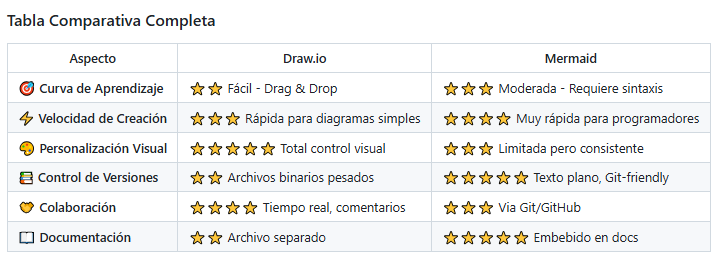 Tabla Comparativa Completa
Aspecto Draw.io Mermaid
🎯 Curva de Aprendizaje ⭐⭐ Fácil - Drag & Drop ⭐⭐⭐ Moderada - Requiere sintaxis
⚡ Velocidad de Creación ⭐⭐⭐ Rápida para diagramas simples ⭐⭐⭐⭐ Muy rápida para programadores
🎨 Personalización Visual ⭐⭐⭐⭐⭐ Total control visual ⭐⭐⭐ Limitada pero consistente
📚 Control de Versiones ⭐⭐ Archivos binarios pesados ⭐⭐⭐⭐⭐ Texto plano, Git-friendly
🤝 Colaboración ⭐⭐⭐⭐ Tiempo real, comentarios ⭐⭐⭐ Via Git/GitHub
📖 Documentación ⭐⭐ Archivo separado ⭐⭐⭐⭐⭐ Embebido en docs